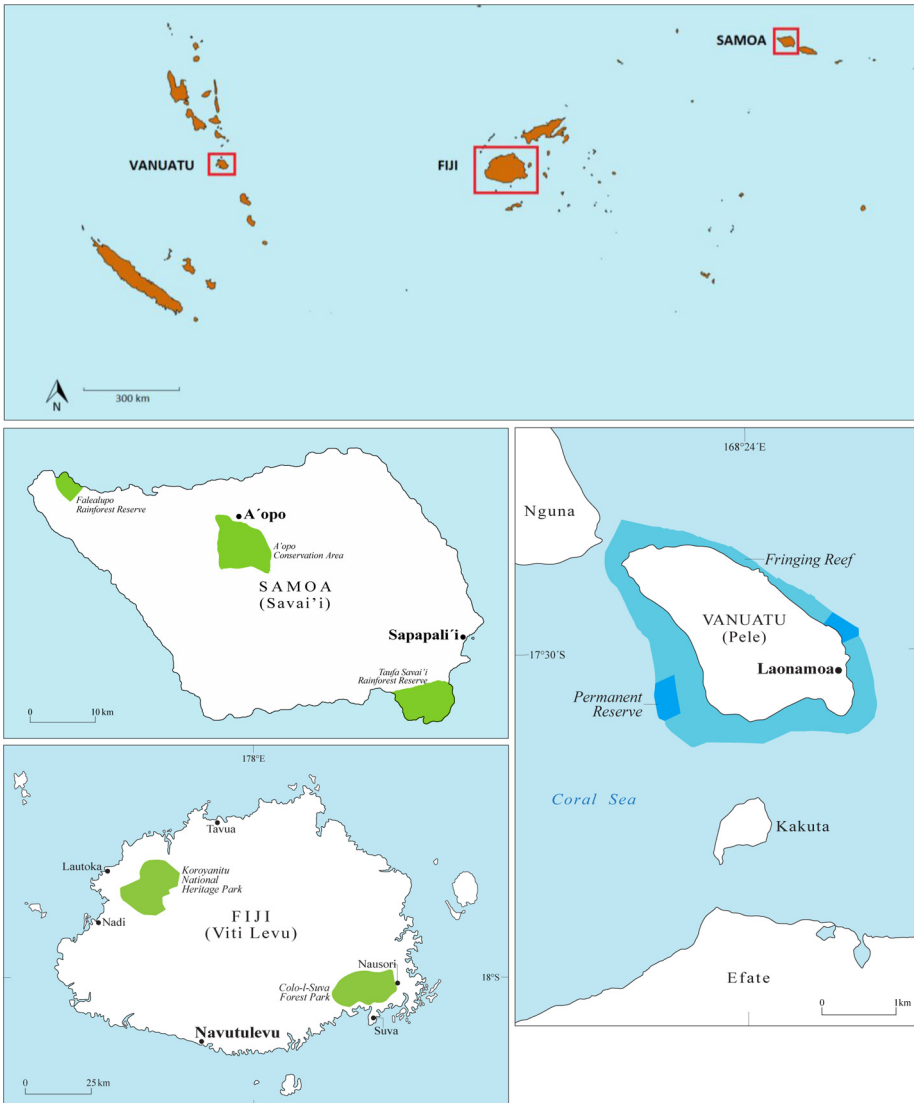 SAMOA
VANUATU
FIJI
N
300 km
Falealupo
Rainforest Reserve
A´opo
A´opo
Conservation Area
SAMOA
(Savai'i)
Sapapali´i
Taufa Savai´i
Rainforest Reserve
0 10 km
178°E
Tavua
Lautoka
Koroyanitu
National
Heritage Park
Nadi
FIJI
(Viti Levu)
Nausori
18°S
Colo-I-Suva
Forest Park
Navutulevu
Suva
0 25 km
168°24´E
Nguna
Fringing Reef
VANUATU
(Pele)
17°30´S
Laonamoa
Permanent
Reserve
Coral Sea
Kakuta
Efate
0 1km